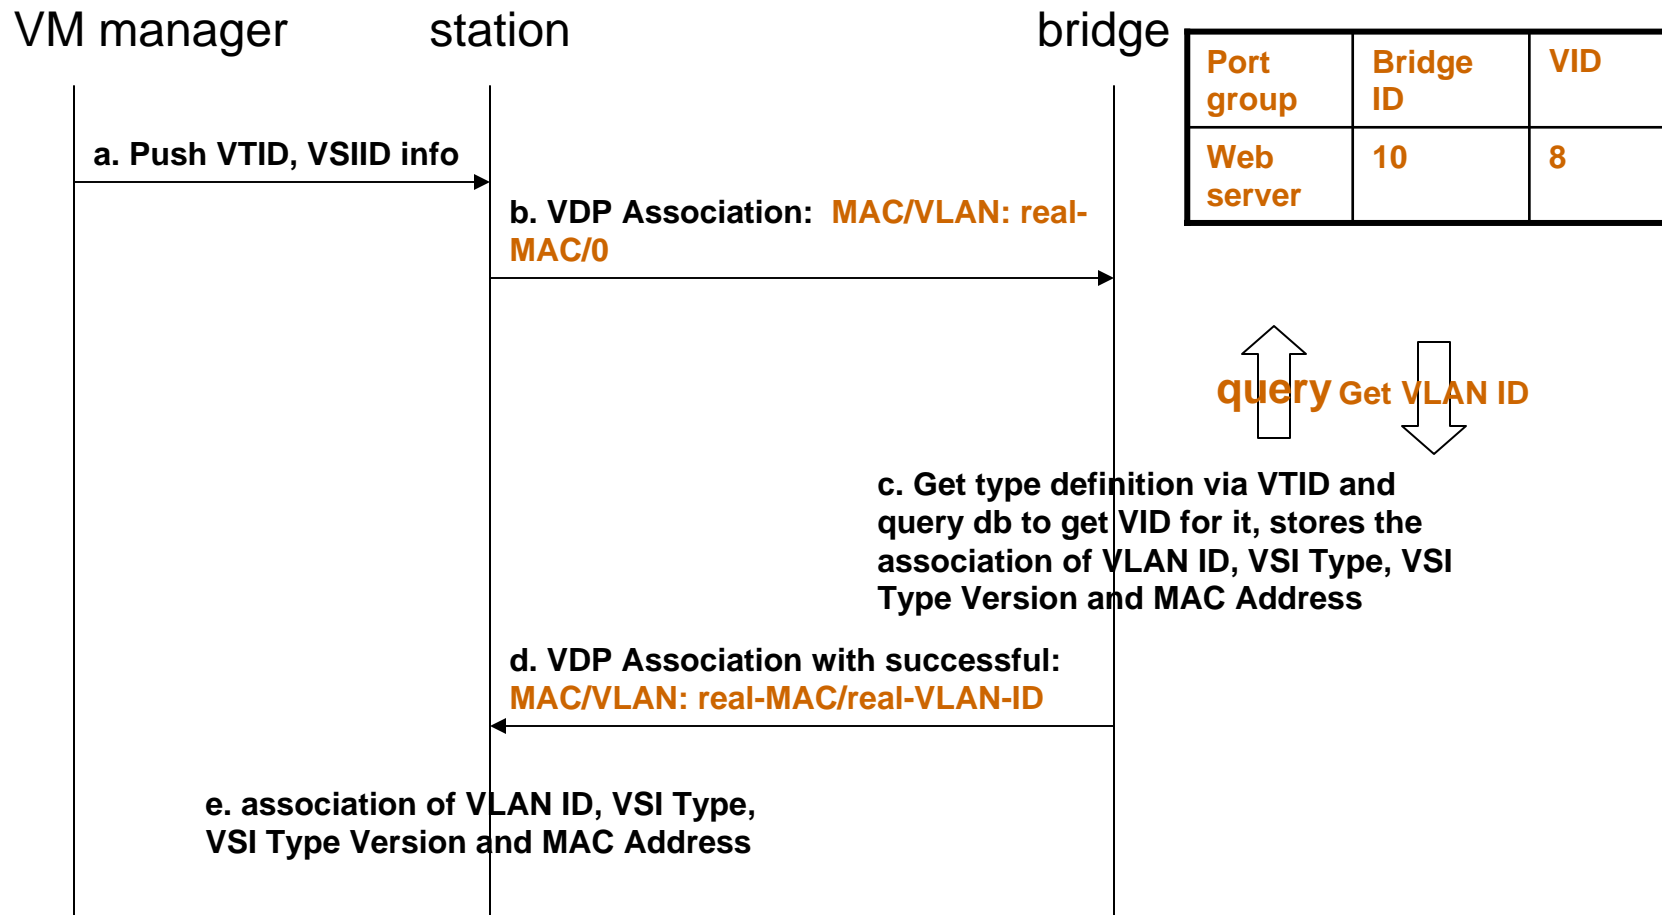 VM manager station bridge
Port group Bridge ID VID
Web server 10 8
a. Push VTID, VSIID info
b. VDP Association: MAC/VLAN: real-
MAC/0
query Get VLAN ID
c. Get type definition via VTID and
query db to get VID for it, stores the
association of VLAN ID, VSI Type, VSI
Type Version and MAC Address
d. VDP Association with successful:
MAC/VLAN: real-MAC/real-VLAN-ID
e. association of VLAN ID, VSI Type,
VSI Type Version and MAC Address